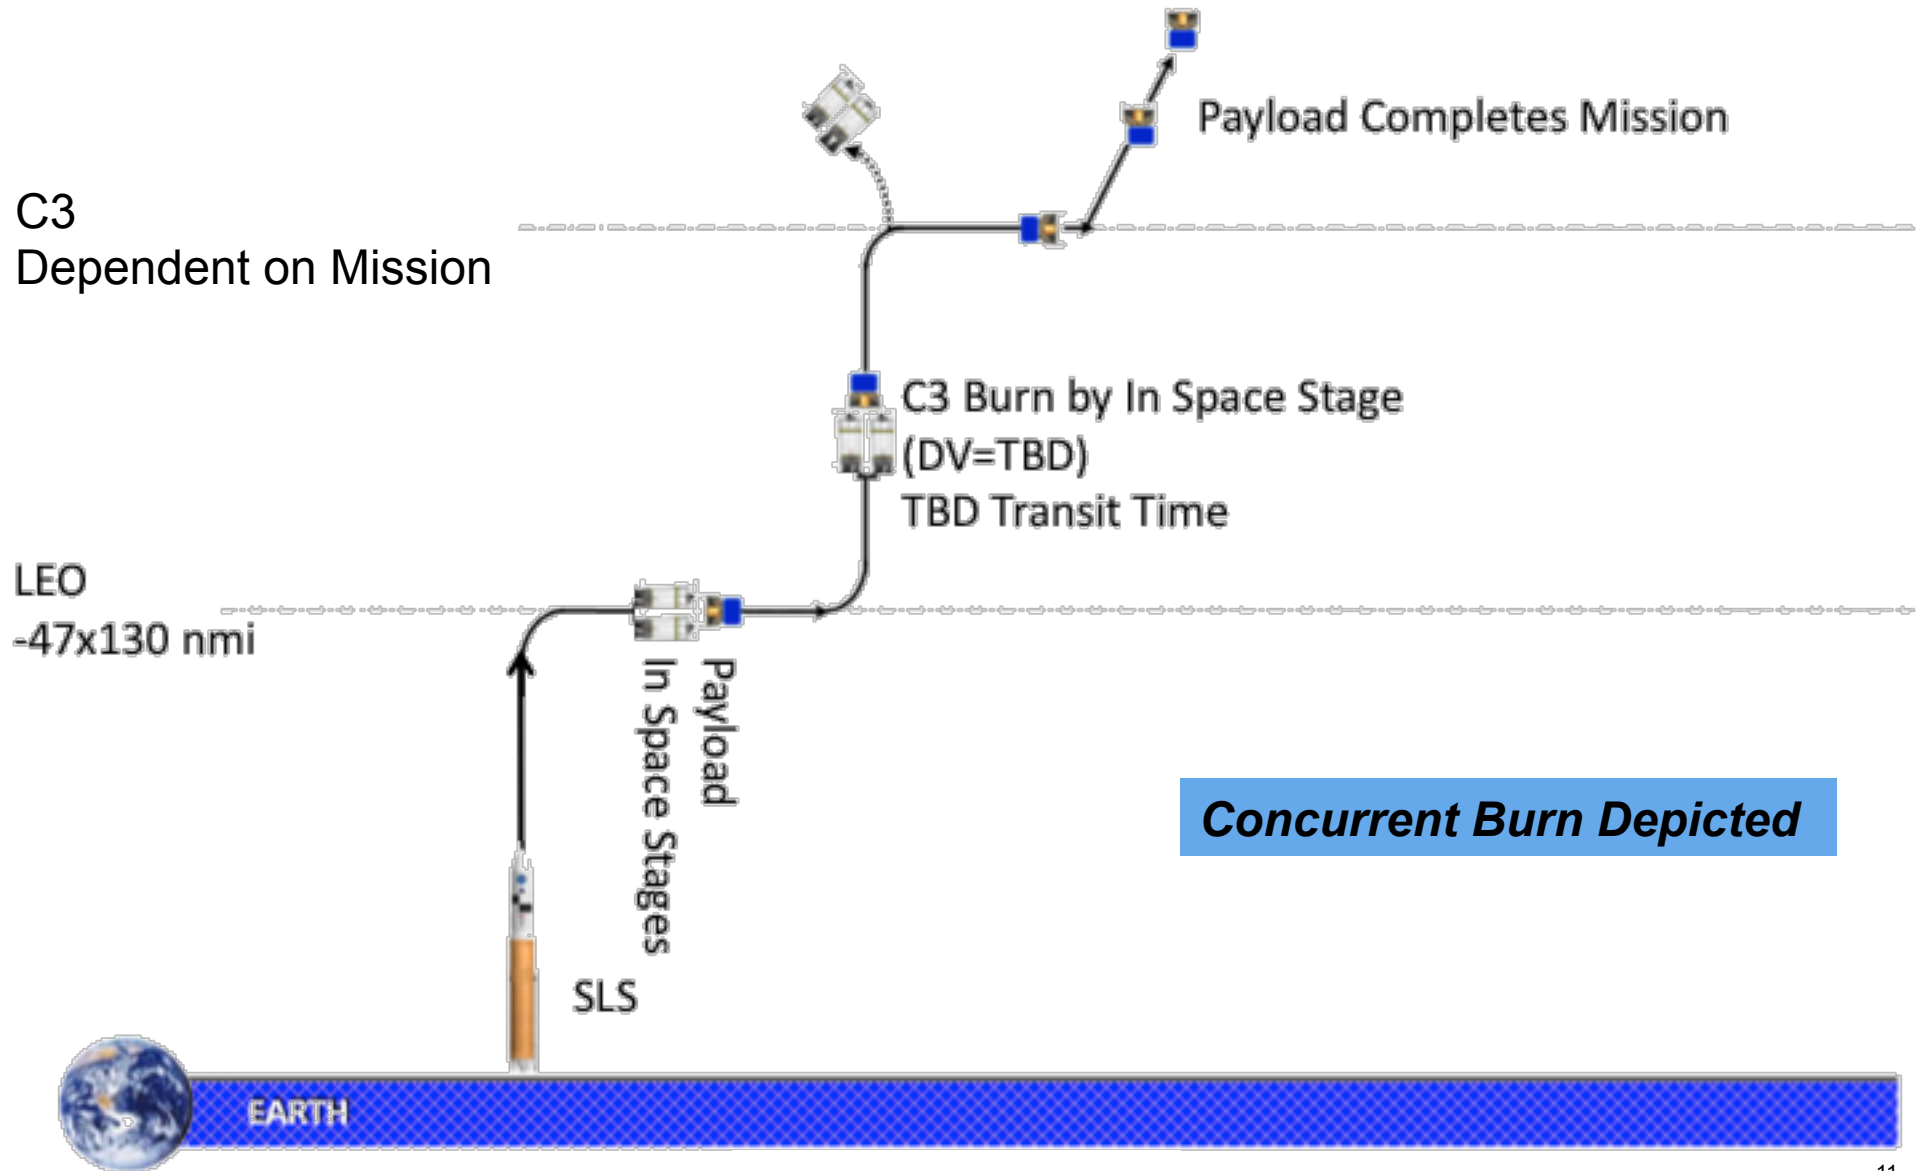 Payload Completes Mission
C3
Dependent on Mission
C3 Burn by In Space Stage
(DV=TBD)
TBD Transit Time
LEO
-47x130 nmi
Payload
In Space Stages
Concurrent Burn Depicted
SLS
EARTH
11